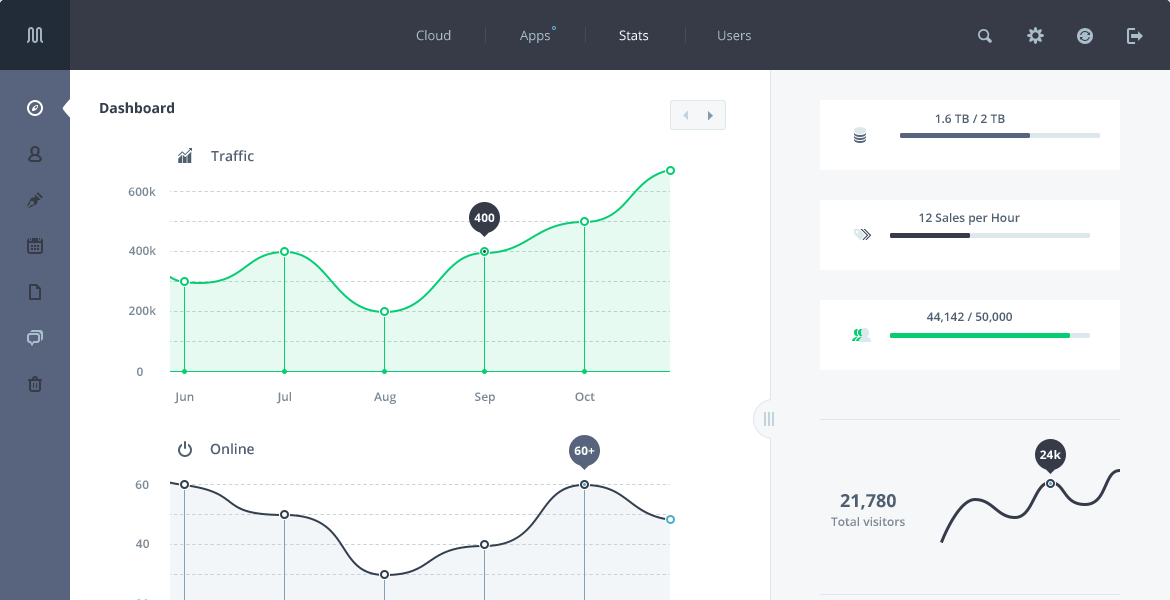 Cloud
Apps
Stats
Users
Dashboard
Traffic
600k
400k
200k
0
400
Jun
Jul
Aug
Sep
Oct
Online
60
40
60+
1.6 TB / 2 TB
12 Sales per Hour
44,142 / 50,000
24k
21,780
Total visitors